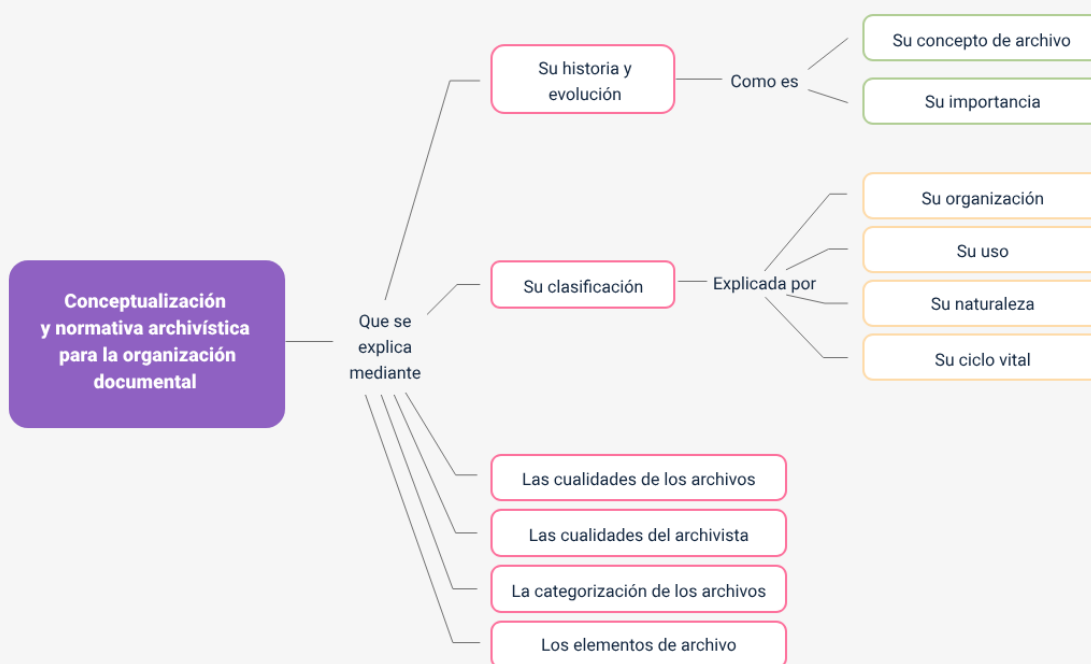 Conceptualización
y normativa archivística
para la organización
documental
Que se
explica
mediante
Su historia y
evolución
Como es
Su concepto de archivo
Su importancia
Su clasificación
Explicada por
Su organización
Su uso
Su naturaleza
Su ciclo vital
Las cualidades de los archivos
Las cualidades del archivista
La categorización de los archivos
Los elementos de archivo